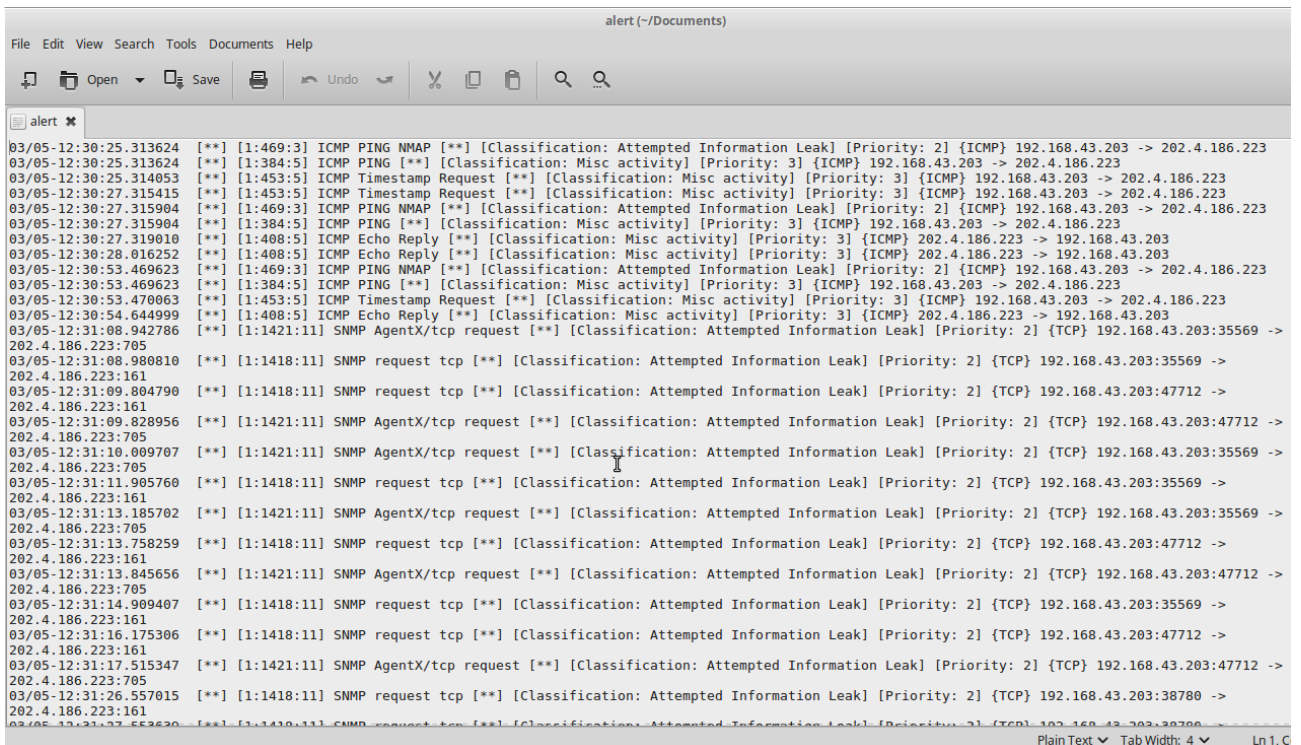 alert (~/Documents)
File Edit View Search Tools Documents Help
Open Save Undo
alert
03/05-12:30:25.313624 [**] [1:469:3] ICMP PING NMAP [**] [Classification: Attempted Information Leak] [Priority: 2] {ICMP} 192.168.43.203 -> 202.4.186.223
03/05-12:30:25.313624 [**] [1:384:5] ICMP PING [**] [Classification: Misc activity] [Priority: 3] {ICMP} 192.168.43.203 -> 202.4.186.223
03/05-12:30:25.314053 [**] [1:453:5] ICMP Timestamp Request [**] [Classification: Misc activity] [Priority: 3] {ICMP} 192.168.43.203 -> 202.4.186.223
03/05-12:30:27.315415 [**] [1:453:5] ICMP Timestamp Request [**] [Classification: Misc activity] [Priority: 3] {ICMP} 192.168.43.203 -> 202.4.186.223
03/05-12:30:27.315904 [**] [1:469:3] ICMP PING NMAP [**] [Classification: Attempted Information Leak] [Priority: 2] {ICMP} 192.168.43.203 -> 202.4.186.223
03/05-12:30:27.315904 [**] [1:384:5] ICMP PING [**] [Classification: Misc activity] [Priority: 3] {ICMP} 192.168.43.203 -> 202.4.186.223
03/05-12:30:27.319010 [**] [1:408:5] ICMP Echo Reply [**] [Classification: Misc activity] [Priority: 3] {ICMP} 202.4.186.223 -> 192.168.43.203
03/05-12:30:28.016252 [**] [1:408:5] ICMP Echo Reply [**] [Classification: Misc activity] [Priority: 3] {ICMP} 202.4.186.223 -> 192.168.43.203
03/05-12:30:53.469623 [**] [1:469:3] ICMP PING NMAP [**] [Classification: Attempted Information Leak] [Priority: 2] {ICMP} 192.168.43.203 -> 202.4.186.223
03/05-12:30:53.469623 [**] [1:384:5] ICMP PING [**] [Classification: Misc activity] [Priority: 3] {ICMP} 192.168.43.203 -> 202.4.186.223
03/05-12:30:53.470063 [**] [1:453:5] ICMP Timestamp Request [**] [Classification: Misc activity] [Priority: 3] {ICMP} 192.168.43.203 -> 202.4.186.223
03/05-12:30:54.644999 [**] [1:408:5] ICMP Echo Reply [**] [Classification: Misc activity] [Priority: 3] {ICMP} 202.4.186.223 -> 192.168.43.203
03/05-12:31:08.942786 [**] [1:1421:11] SNMP AgentX/tcp request [**] [Classification: Attempted Information Leak] [Priority: 2] {TCP} 192.168.43.203:35569 ->
202.4.186.223:705
03/05-12:31:08.980810 [**] [1:1418:11] SNMP request tcp [**] [Classification: Attempted Information Leak] [Priority: 2] {TCP} 192.168.43.203:35569 ->
202.4.186.223:161
03/05-12:31:09.804790 [**] [1:1418:11] SNMP request tcp [**] [Classification: Attempted Information Leak] [Priority: 2] {TCP} 192.168.43.203:47712 ->
202.4.186.223:161
03/05-12:31:09.828956 [**] [1:1421:11] SNMP AgentX/tcp request [**] [Classification: Attempted Information Leak] [Priority: 2] {TCP} 192.168.43.203:47712 ->
202.4.186.223:705
03/05-12:31:10.009707 [**] [1:1421:11] SNMP AgentX/tcp request [**] [Classification: Attempted Information Leak] [Priority: 2] {TCP} 192.168.43.203:35569 ->
202.4.186.223:705
03/05-12:31:11.905760 [**] [1:1418:11] SNMP request tcp [**] [Classification: Attempted Information Leak] [Priority: 2] {TCP} 192.168.43.203:35569 ->
202.4.186.223:161
03/05-12:31:13.185702 [**] [1:1421:11] SNMP AgentX/tcp request [**] [Classification: Attempted Information Leak] [Priority: 2] {TCP} 192.168.43.203:35569 ->
202.4.186.223:705
03/05-12:31:13.758259 [**] [1:1418:11] SNMP request tcp [**] [Classification: Attempted Information Leak] [Priority: 2] {TCP} 192.168.43.203:47712 ->
202.4.186.223:161
03/05-12:31:13.845656 [**] [1:1421:11] SNMP AgentX/tcp request [**] [Classification: Attempted Information Leak] [Priority: 2] {TCP} 192.168.43.203:47712 ->
202.4.186.223:705
03/05-12:31:14.909407 [**] [1:1418:11] SNMP request tcp [**] [Classification: Attempted Information Leak] [Priority: 2] {TCP} 192.168.43.203:35569 ->
202.4.186.223:161
03/05-12:31:16.175306 [**] [1:1418:11] SNMP request tcp [**] [Classification: Attempted Information Leak] [Priority: 2] {TCP} 192.168.43.203:47712 ->
202.4.186.223:161
03/05-12:31:17.515347 [**] [1:1421:11] SNMP AgentX/tcp request [**] [Classification: Attempted Information Leak] [Priority: 2] {TCP} 192.168.43.203:47712 ->
202.4.186.223:705
03/05-12:31:26.557015 [**] [1:1418:11] SNMP request tcp [**] [Classification: Attempted Information Leak] [Priority: 2] {TCP} 192.168.43.203:38780 ->
202.4.186.223:161
Plain Text Tab Width: 4 Ln 1, C